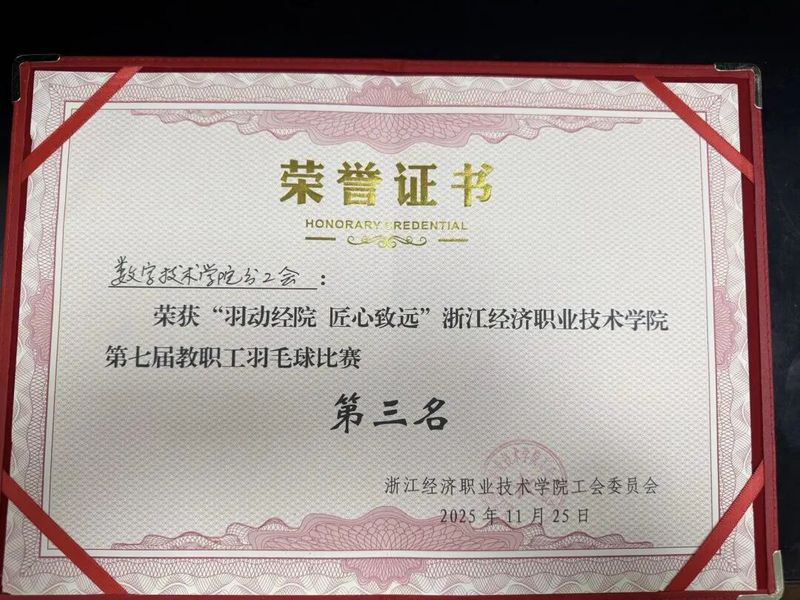 荣誉证书
HONORARY CREDENTIAL
数字技术学院分工会：
荣获“羽动经院 匠心致远”浙江经济职业技术学院
第七届教职工羽毛球比赛
第三名
浙江经济职业技术学院工会委员会
2025年11月25日